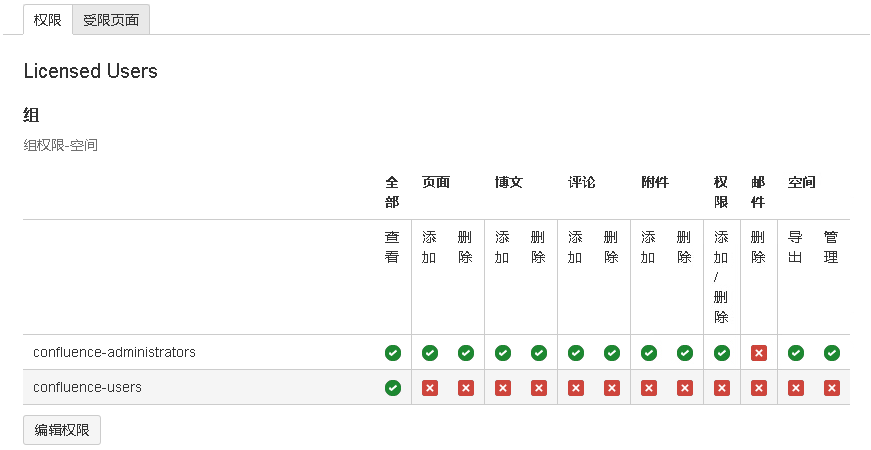 权限 受限页面
Licensed Users
组
组权限-空间
全部 页面 博文 评论 附件 权限 邮件 空间
查看 添加 删除 添加 删除 添加 删除 添加 删除 添加/删除 删除 导出 管理
confluence-administrators
confluence-users
编辑权限